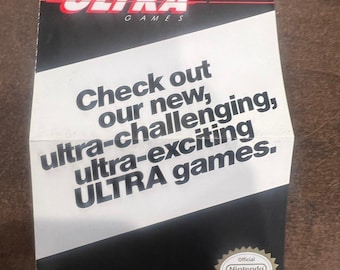 ULTRA
GAMES
Check out
our new,
ultra-challenging,
ultra-exciting
ULTRA games.
Official
Nintendo